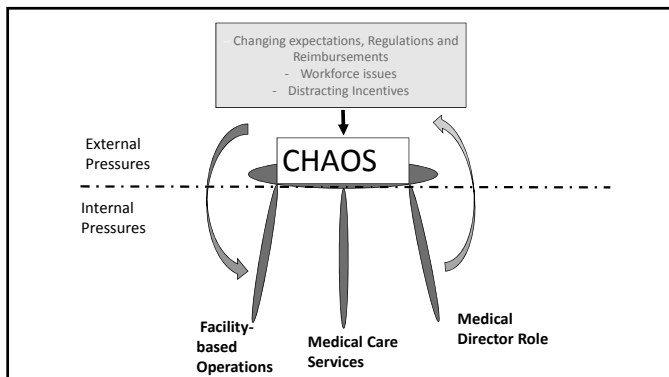 Changing expectations, Regulations and
Reimbursements
- Workforce issues
- Distracting Incentives
CHAOS
External
Pressures
Internal
Pressures
Facility-
based
Operations
Medical Care
Services
Medical
Director Role